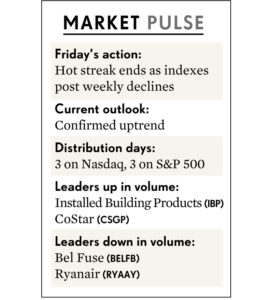 MARKET PULSE
Friday's action:
Hot streak ends as indexes
post weekly declines
Current outlook:
Confirmed uptrend
Distribution days:
3 on Nasdaq, 3 on S&P 500
Leaders up in volume:
Installed Building Products (IBP)
CoStar (CSGP)
Leaders down in volume:
Bel Fuse (BELFB)
Ryanair (RYAAY)